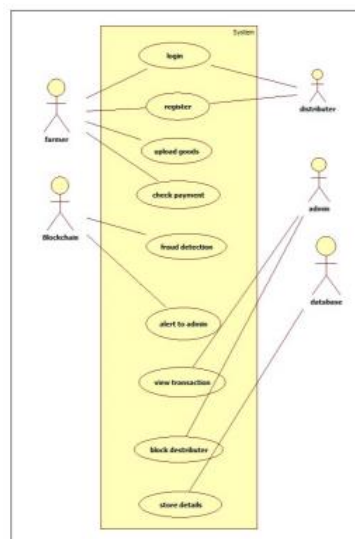 System
login
farmer
distributer
register
upload goods
check payment
Blockchain
admin
fraud detection
database
alert to admin
view transaction
block destributer
store details